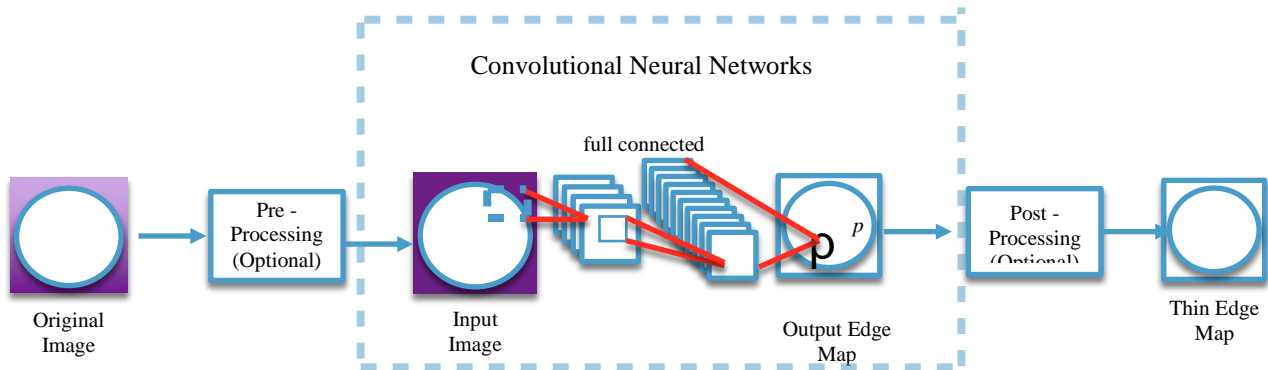 Convolutional Neural Networks
full connected
Pre -
Processing
(Optional)
p
p
Post -
Processing
(Optional)
Original
Image
Input
Image
Output Edge
Map
Thin Edge
Map